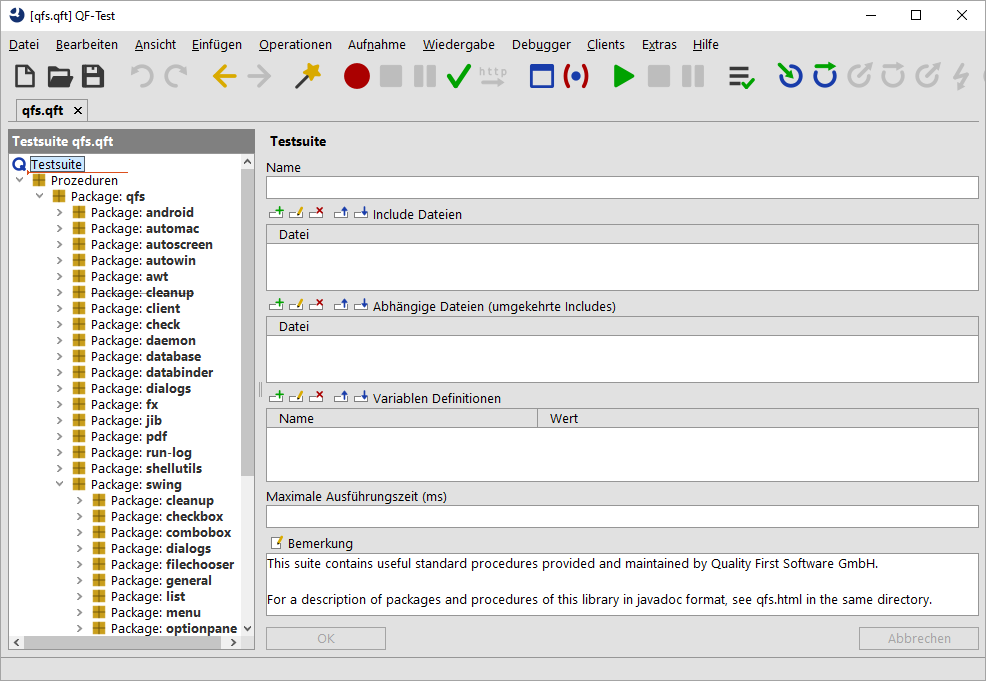 [qfs.qft] QF-Test
Datei Bearbeiten Ansicht Einfügen Operationen Aufnahme Wiedergabe Debugger Clients Extras Hilfe
http
qfs.qft
Testsuite qfs.qft
Testsuite
Prozeduren
Package: qfs
Package: android
Package: automac
Package: autoscreen
Package: autowin
Package: awt
Package: cleanup
Package: client
Package: check
Package: daemon
Package: database
Package: databinder
Package: dialogs
Package: fx
Package: jib
Package: pdf
Package: run-log
Package: shellutils
Package: swing
Package: cleanup
Package: checkbox
Package: combobox
Package: dialogs
Package: filechooser
Package: general
Package: list
Package: menu
Package: optionpane
Testsuite
Name
Include Dateien
Datei
Abhängige Dateien (umgekehrte Includes)
Datei
Variablen Definitionen
Name Wert
Maximale Ausführungszeit (ms)
Bemerkung
This suite contains useful standard procedures provided and maintained by Quality First Software GmbH.
For a description of packages and procedures of this library in javadoc format, see qfs.html in the same directory.
OK Abbrechen